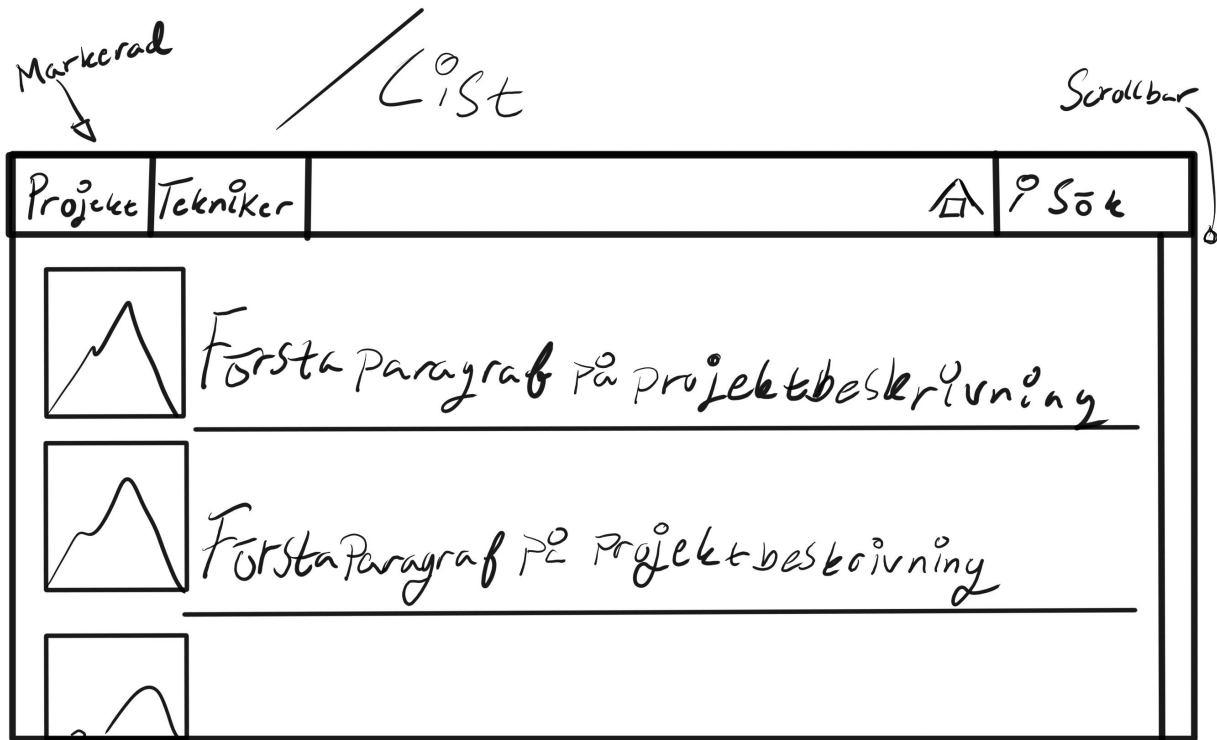 Markerad
/List
Scrollbar
Projekt Tekniker Sök
Första paragraf på projektbeskrivning
Första Paragraf på Projektbeskrivning